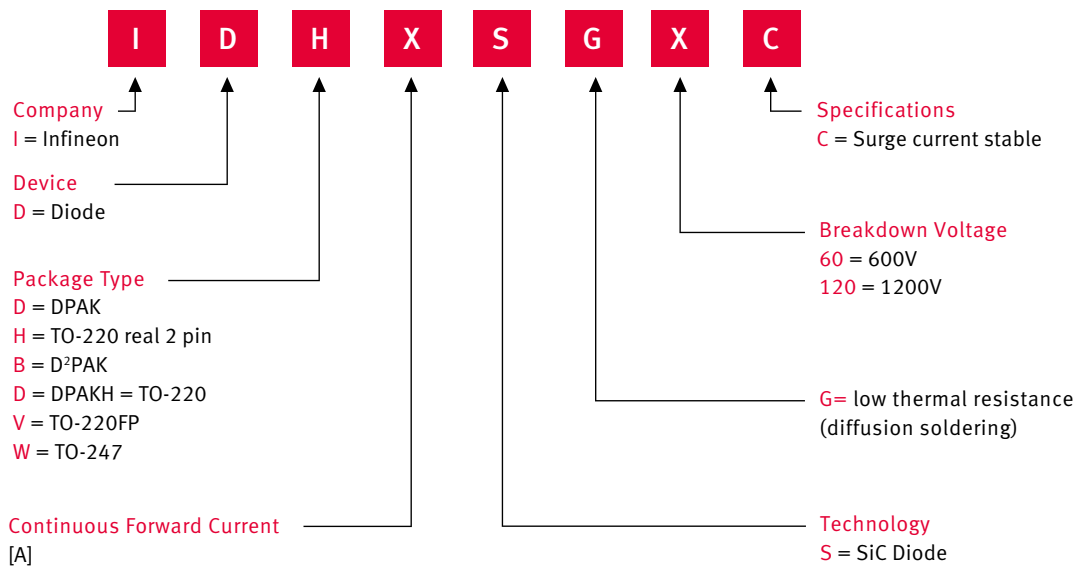 I D H X S G X C
Company
I = Infineon
Device
D = Diode
Package Type
D = DPAK
H = TO-220 real 2 pin
B = D²PAK
D = DPAKH = TO-220
V = TO-220FP
W = TO-247
Continuous Forward Current
[A]
Specifications
C = Surge current stable
Breakdown Voltage
60 = 600V
120 = 1200V
G= low thermal resistance
(diffusion soldering)
Technology
S = SiC Diode